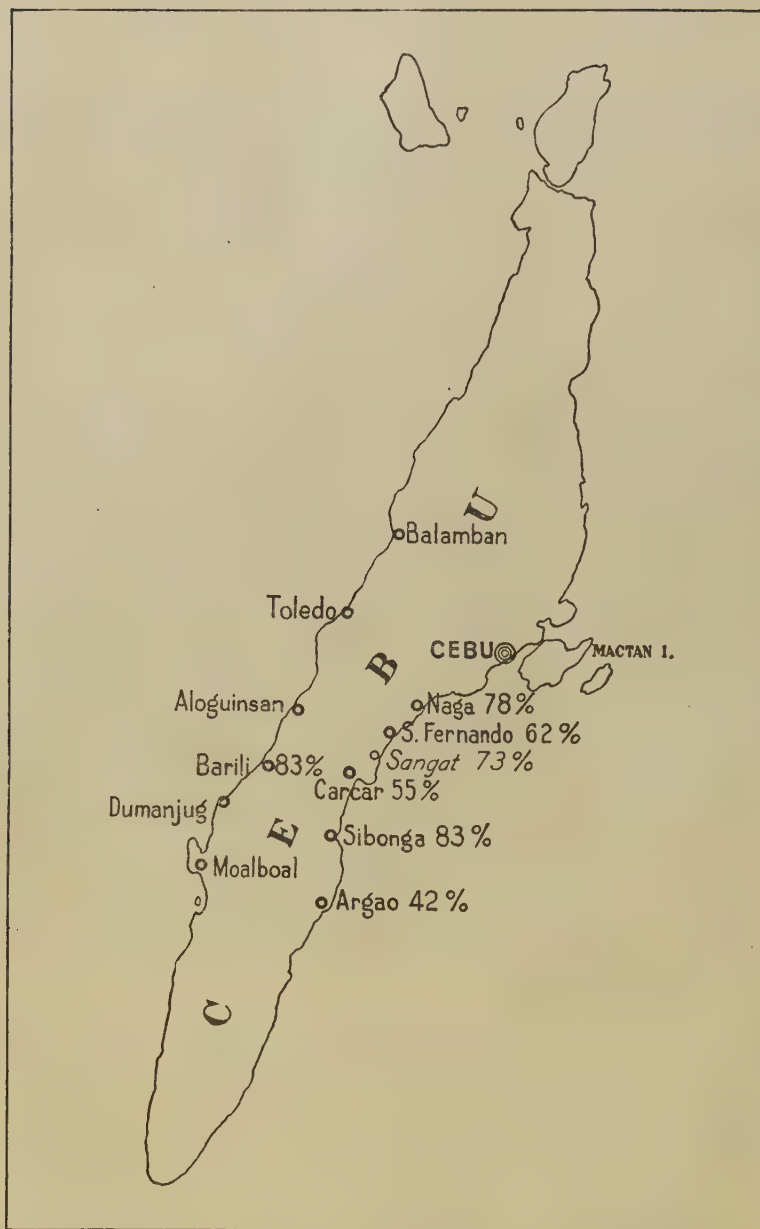 U
Balamban
Toledo
CEBU
MACTAN I.
B
Aloguinsan
Naga 78%
S. Fernando 62%
Sangat 73%
Barili 83%
Carcar 55%
Dumanjug
E
Sibonga 83%
Moalboal
Argao 42%
C